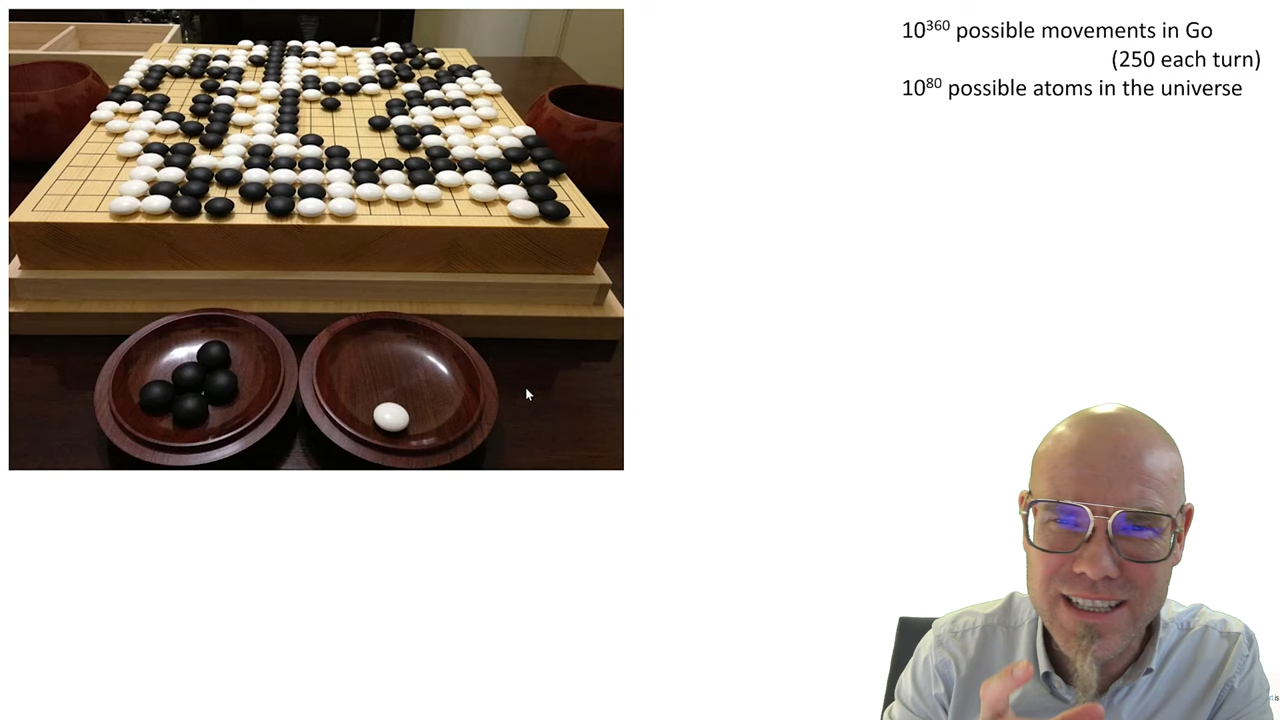 10³⁶⁰ possible movements in Go
(250 each turn)
10⁸⁰ possible atoms in the universe